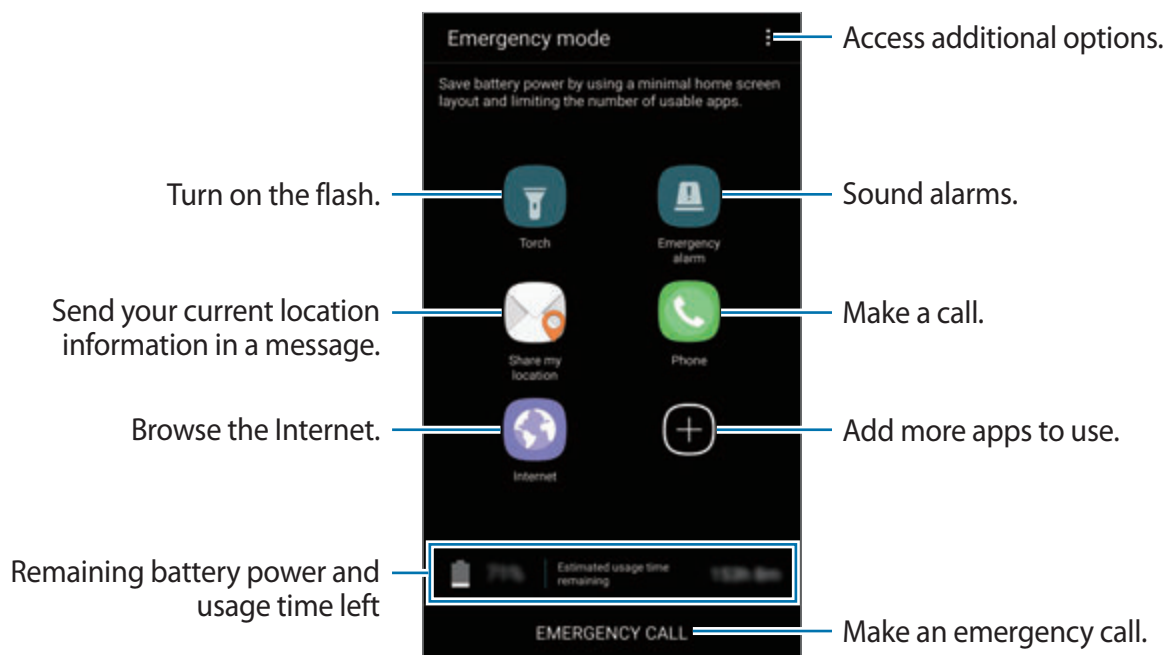 Emergency mode
Access additional options.
Save battery power by using a minimal home screen
layout and limiting the number of usable apps.
Turn on the flash.
Sound alarms.
Torch
Emergency
alarm
Send your current location
information in a message.
Make a call.
Share my
location
Phone
Browse the Internet.
Add more apps to use.
Internet
Remaining battery power and
usage time left
Estimated usage time
remaining
EMERGENCY CALL
Make an emergency call.